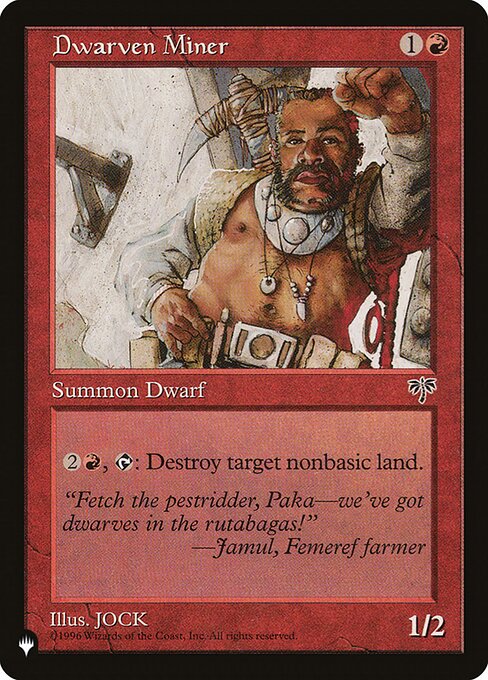 Dwarven Miner 1
Summon Dwarf
2 , : Destroy target nonbasic land.
“Fetch the pestridder, Paka—we’ve got
dwarves in the rutabagas!”
—Jamul, Femeref farmer
Illus. JOCK
©1996 Wizards of the Coast, Inc. All rights reserved.
1/2